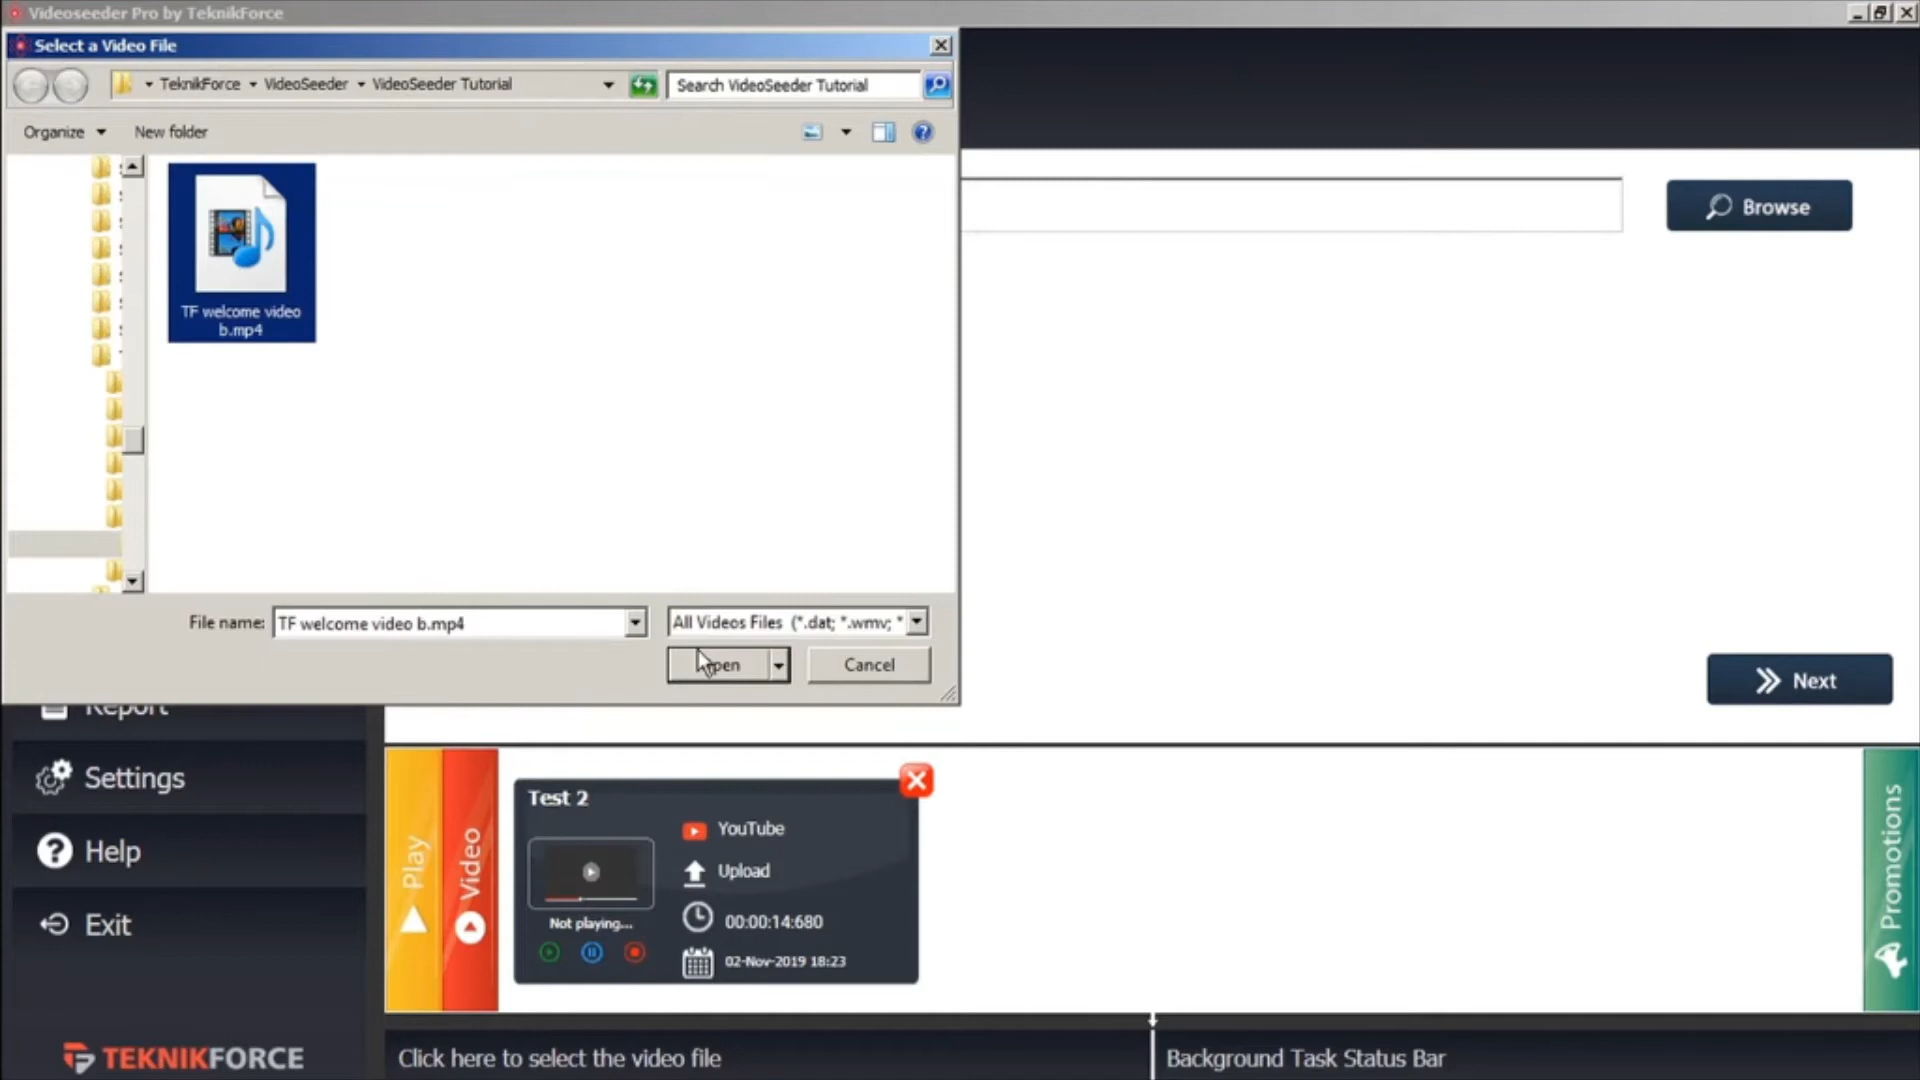 Videoseeder Pro by TeknikForce
Select a Video File
TeknikForce VideoSeeder VideoSeeder Tutorial
Search VideoSeeder Tutorial
Organize
New folder
Browse
TF welcome video
b.mp4
File name:
TF welcome video b.mp4
All Videos Files (*.dat; *.wmv; *
Cancel
Next
Report
Settings
Help
Exit
Play
Video
Test 2
YouTube
Upload
Not playing...
00:00:14:680
02-Nov-2019 18:23
Promotions
TEKNIKFORCE
Click here to select the video file
Background Task Status Bar